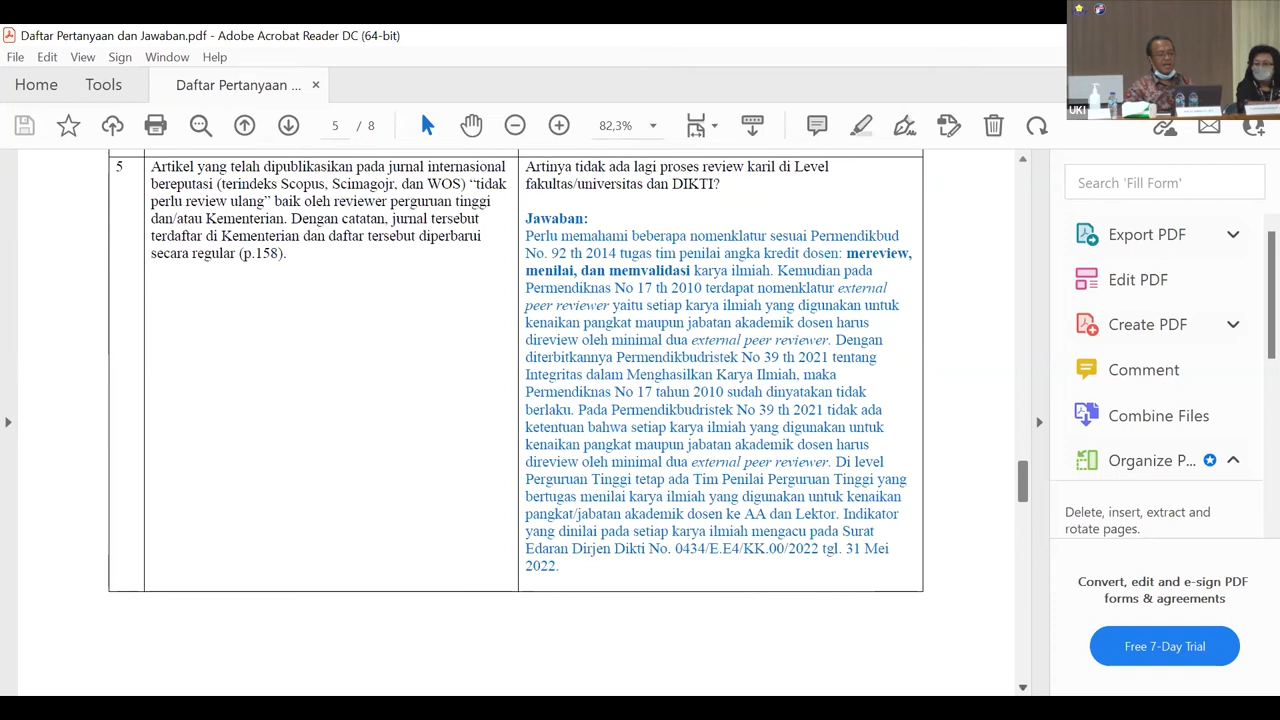 Daftar Pertanyaan dan Jawaban.pdf - Adobe Acrobat Reader DC (64-bit)
File Edit View Sign Window Help
Home Tools Daftar Pertanyaan ... ×
5 / 8 82,3%
UKI
5
Artikel yang telah dipublikasikan pada jurnal internasional
bereputasi (terindeks Scopus, Scimagojr, dan WOS) “tidak
perlu review ulang” baik oleh reviewer perguruan tinggi
dan/atau Kementerian. Dengan catatan, jurnal tersebut
terdaftar di Kementerian dan daftar tersebut diperbarui
secara regular (p.158).
Artinya tidak ada lagi proses review karil di Level
fakultas/universitas dan DIKTI?
Jawaban:
Perlu memahami beberapa nomenklatur sesuai Permendikbud
No. 92 th 2014 tugas tim penilai angka kredit dosen: mereview,
menilai, dan memvalidasi karya ilmiah. Kemudian pada
Permendiknas No 17 th 2010 terdapat nomenklatur external
peer reviewer yaitu setiap karya ilmiah yang digunakan untuk
kenaikan pangkat maupun jabatan akademik dosen harus
direview oleh minimal dua external peer reviewer. Dengan
diterbitkannya Permendikbudristek No 39 th 2021 tentang
Integritas dalam Menghasilkan Karya Ilmiah, maka
Permendiknas No 17 tahun 2010 sudah dinyatakan tidak
berlaku. Pada Permendikbudristek No 39 th 2021 tidak ada
ketentuan bahwa setiap karya ilmiah yang digunakan untuk
kenaikan pangkat maupun jabatan akademik dosen harus
direview oleh minimal dua external peer reviewer. Di level
Perguruan Tinggi tetap ada Tim Penilai Perguruan Tinggi yang
bertugas menilai karya ilmiah yang digunakan untuk kenaikan
pangkat/jabatan akademik dosen ke AA dan Lektor. Indikator
yang dinilai pada setiap karya ilmiah mengacu pada Surat
Edaran Dirjen Dikti No. 0434/E.E4/KK.00/2022 tgl. 31 Mei
2022.
Search 'Fill Form'
Export PDF
Edit PDF
Create PDF
Comment
Combine Files
Organize P...
Delete, insert, extract and
rotate pages.
Convert, edit and e-sign PDF
forms & agreements
Free 7-Day Trial